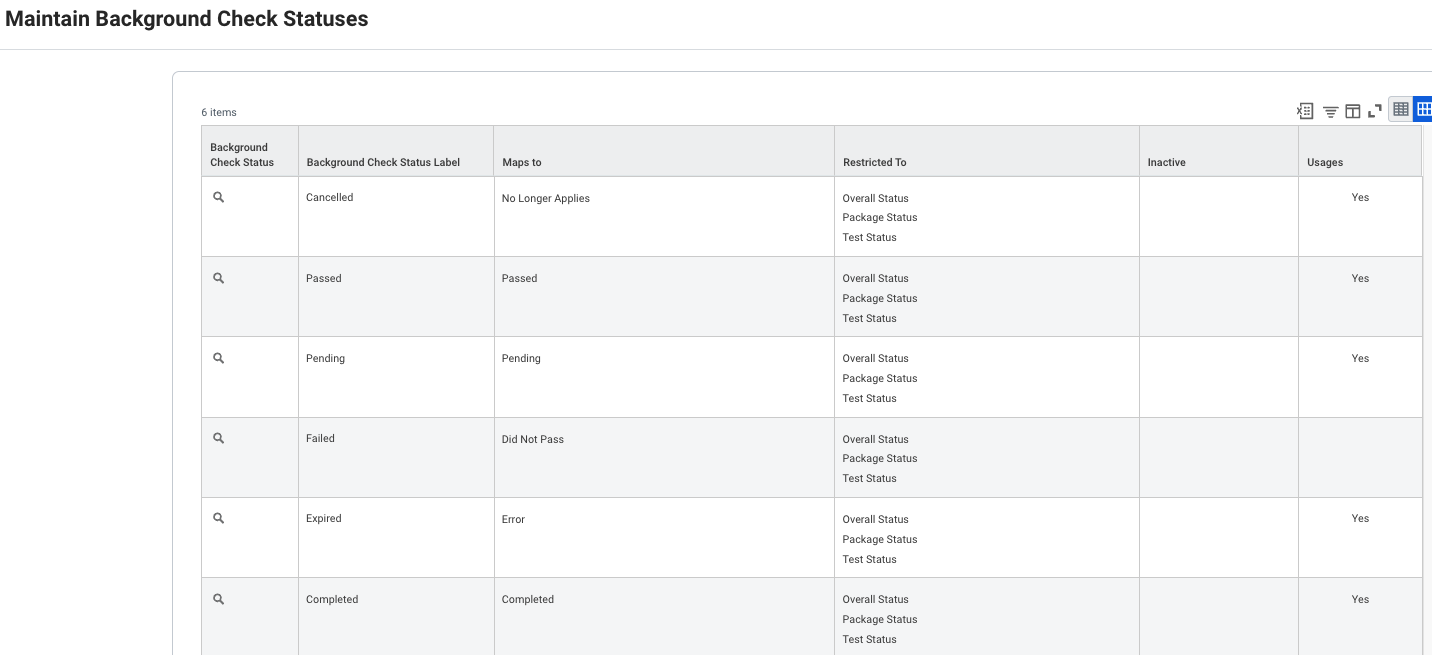 Maintain Background Check Statuses
6 items
Background
Check Status
Background Check Status Label
Maps to
Restricted To
Inactive
Usages
Cancelled
No Longer Applies
Overall Status
Package Status
Test Status
Yes
Passed
Passed
Overall Status
Package Status
Test Status
Yes
Pending
Pending
Overall Status
Package Status
Test Status
Yes
Failed
Did Not Pass
Overall Status
Package Status
Test Status
Expired
Error
Overall Status
Package Status
Test Status
Yes
Completed
Completed
Overall Status
Package Status
Test Status
Yes